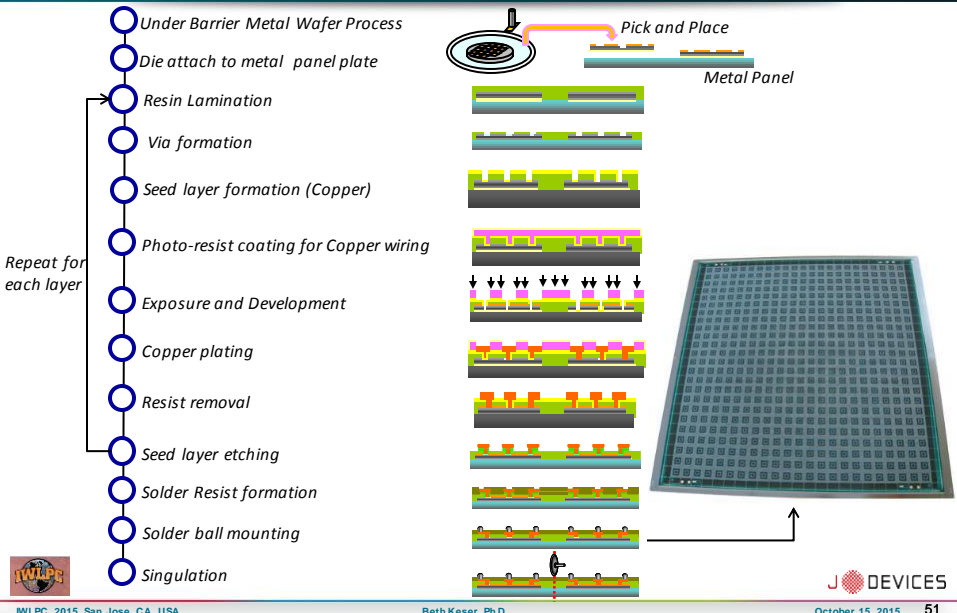 Under Barrier Metal Wafer Process
Die attach to metal panel plate
Resin Lamination
Via formation
Seed layer formation (Copper)
Photo-resist coating for Copper wiring
Repeat for
each layer
Exposure and Development
Copper plating
Resist removal
Seed layer etching
Solder Resist formation
Solder ball mounting
Singulation
Pick and Place
Metal Panel
IWLPC
J DEVICES
IWLPC 2015 San Jose, CA USA
Beth Keser, Ph.D.
October 15, 2015
51